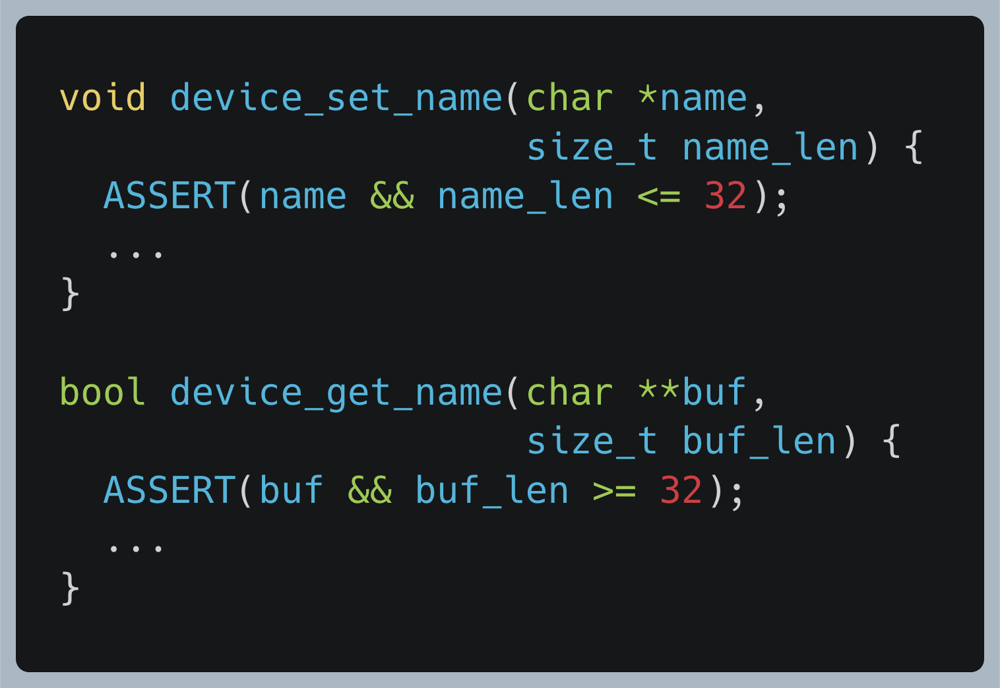 void device_set_name(char *name,
                     size_t name_len) {
  ASSERT(name && name_len <= 32);
  ...
}

bool device_get_name(char **buf,
                     size_t buf_len) {
  ASSERT(buf && buf_len >= 32);
  ...
}